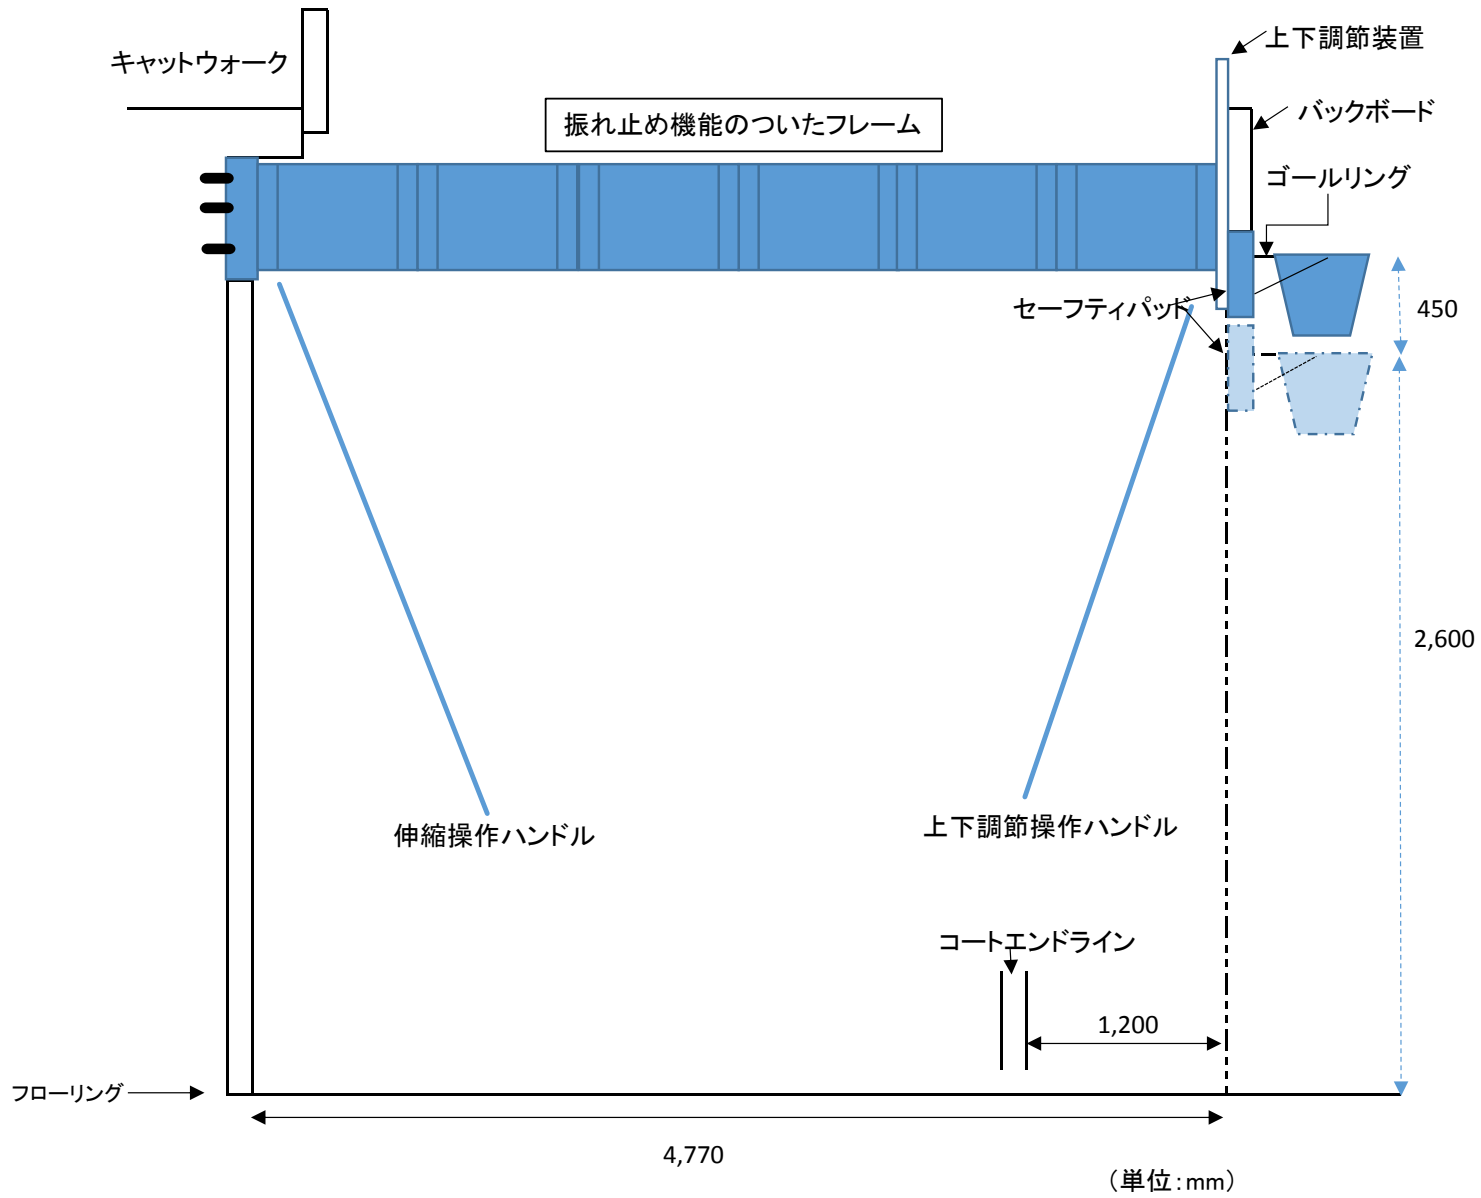 上下調節装置
キャットウォーク
バックボード
振れ止め機能のついたフレーム
ゴールリング
セーフティパッド
450
2,600
伸縮操作ハンドル
上下調節操作ハンドル
コートエンドライン
1,200
フローリング
4,770
（単位：mm）